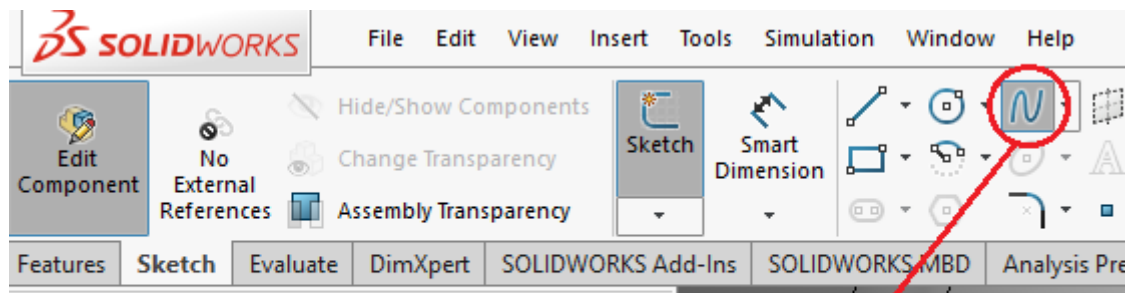 SOLIDWORKS File Edit View Insert Tools Simulation Window Help
Hide/Show Components
Edit Component
No External References
Change Transparency
Assembly Transparency
Sketch
Smart Dimension
Features Sketch Evaluate DimXpert SOLIDWORKS Add-Ins SOLIDWORKS MBD Analysis Pre